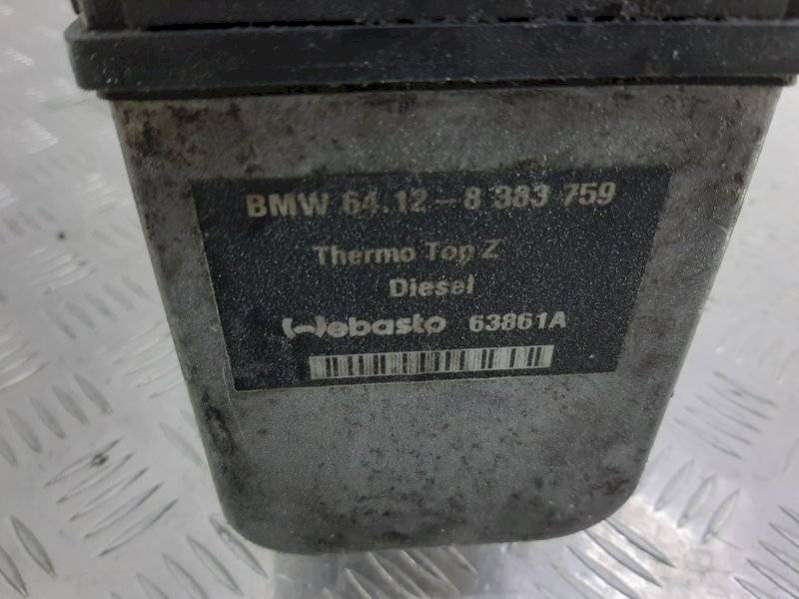 BMW 64.12-8 383 759
Thermo Top Z
Diesel
Webasto 63861A